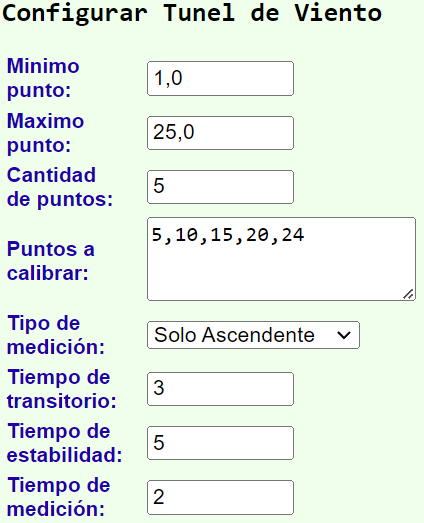 Configurar Tunel de Viento
Minimo
punto:
1,0
Maximo
punto:
25,0
Cantidad
de puntos:
5
Puntos a
calibrar:
5,10,15,20,24
Tipo de
medición:
Solo Ascendente
Tiempo de
transitorio:
3
Tiempo de
estabilidad:
5
Tiempo de
medición:
2